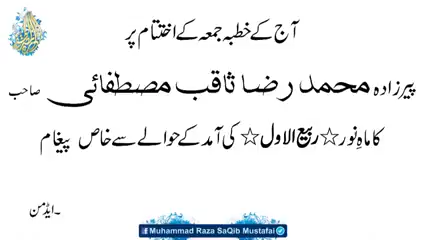 آج کے خطبہ جمعہ کے اختتام پر
پیرزادہ محمد رضا ثاقب مصطفائی صاحب
کا ماہِ نور ☆ ربیع الاول ☆ کی آمد کے حوالے سے خاص پیغام
۔ایڈمن
Muhammad Raza SaQib Mustafai